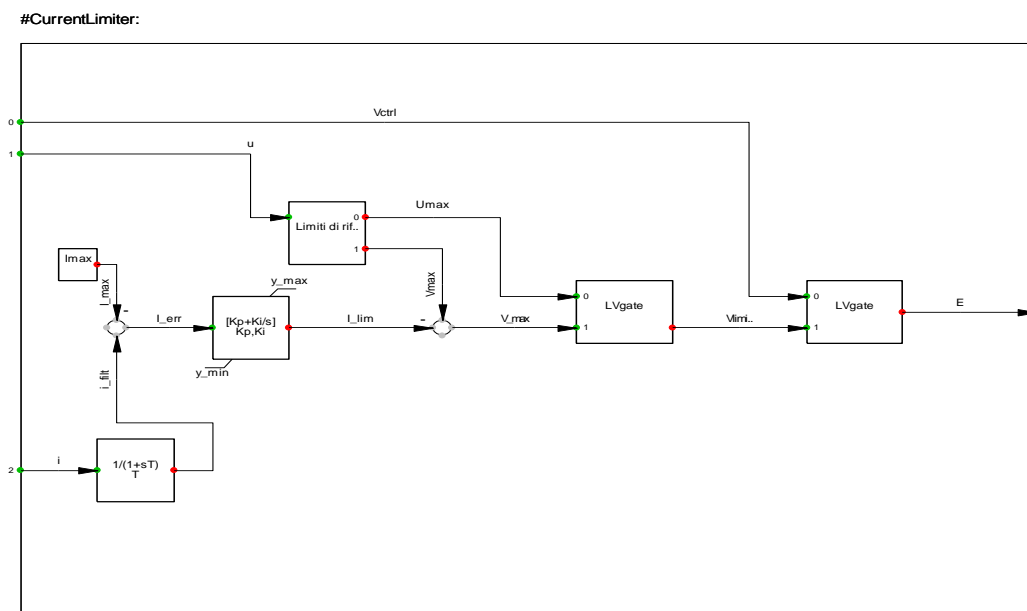 #CurrentLimiter:
Vctrl
0
u
1
Umax
0
Limiti di rif..
1
Imax
I_max
Vmax
-
y_max
0
LVgate
0
LVgate
E
[Kp+Ki/s]
Kp,Ki
I_err
I_lim
-
V_max
1
Vlimi..
1
y_min
i_filt
i
2
1/(1+sT)
T